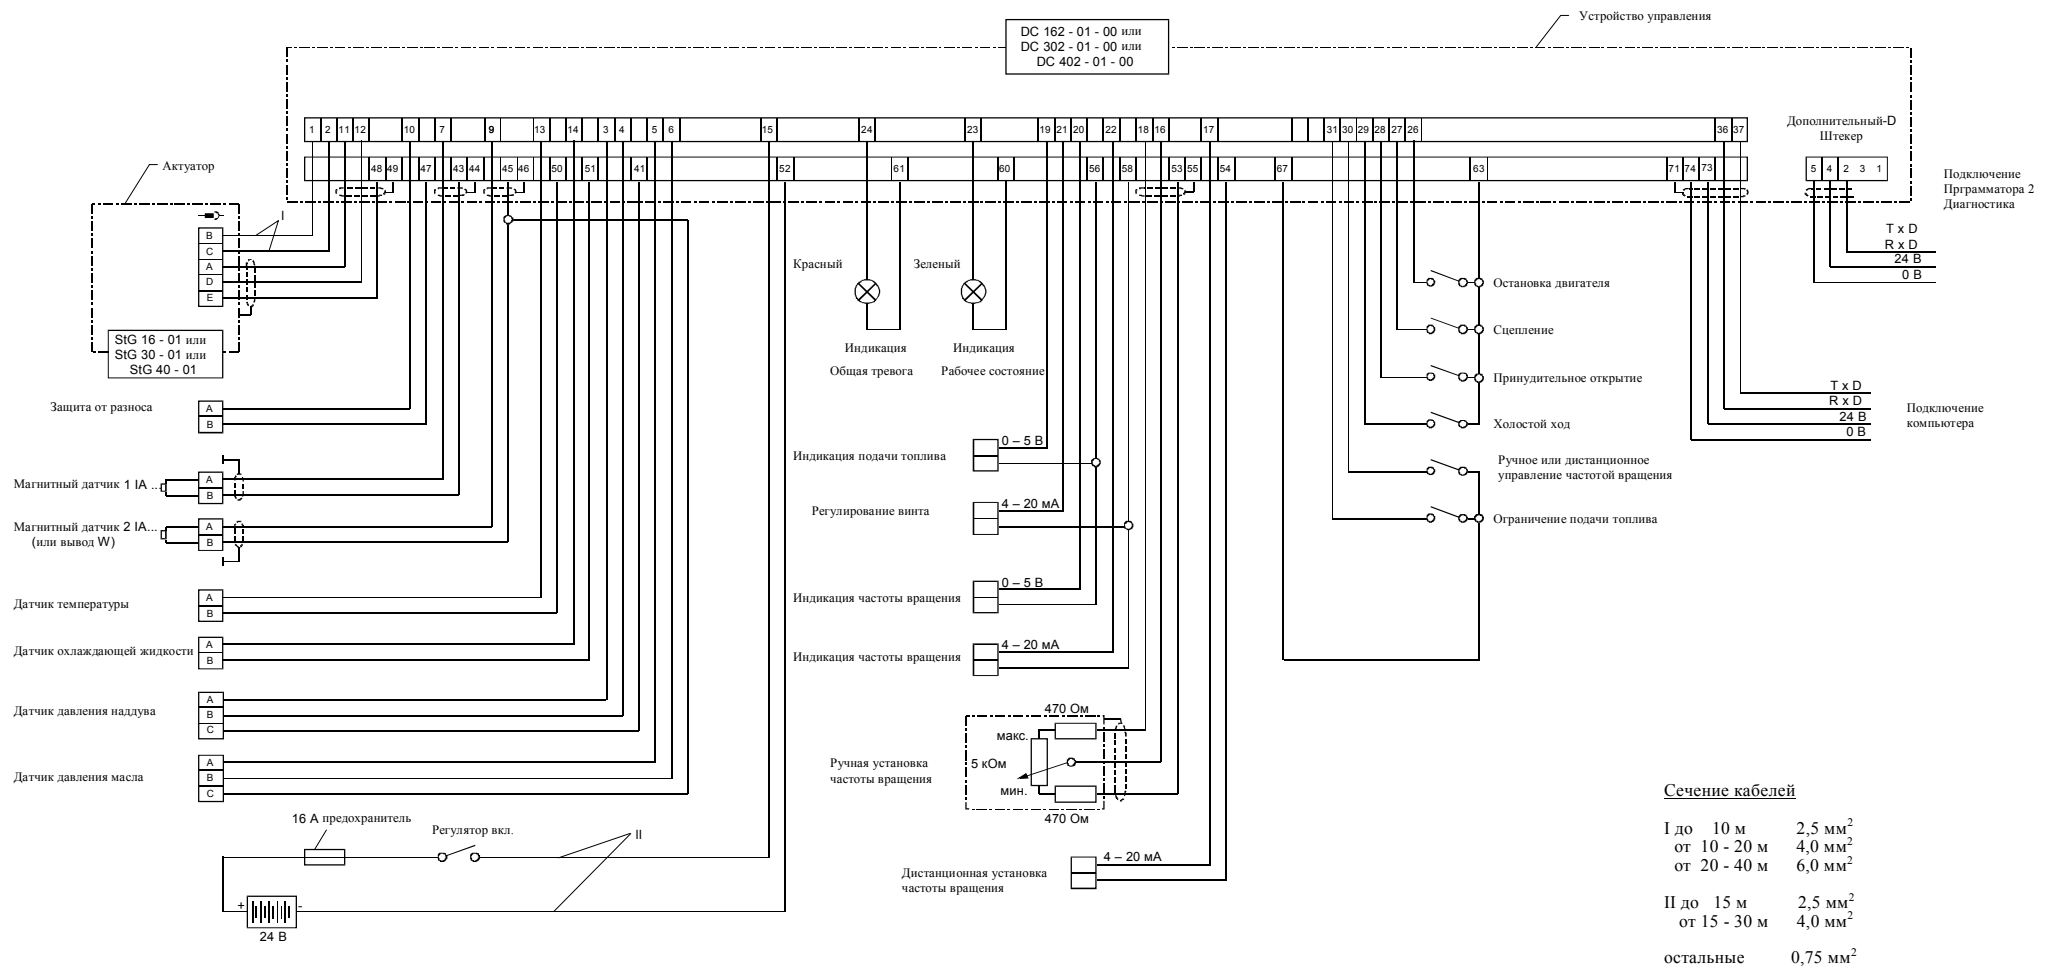 Устройство управления
DC 162 - 01 - 00 или
DC 302 - 01 - 00 или
DC 402 - 01 - 00
1 2 11 12 10 7 9 13 14 3 4 5 6 15 24 23 19 21 20 22 18 16 17 31 30 29 28 27 26 36 37
Дополнительный-D
Штекер
48 49 47 43 44 45 46 50 51 41 52 61 60 56 58 53 55 54 67 63 71 74 73
5 4 2 3 1
Подключение
Прграмматора 2
Диагностика
T x D
R x D
24 В
0 В
Актуатор
I
B
C
A
D
E
StG 16 - 01 или
StG 30 - 01 или
StG 40 - 01
Защита от разноса
A
B
Магнитный датчик 1 IA ...
A
B
Магнитный датчик 2 IA...
(или вывод W)
A
B
Датчик температуры
A
B
Датчик охлаждающей жидкости
A
B
Датчик давления наддува
A
B
C
Датчик давления масла
A
B
C
16 А предохранитель
Регулятор вкл.
II
+
-
24 В
Красный
Зеленый
Индикация
Общая тревога
Индикация
Рабочее состояние
Индикация подачи топлива
0 – 5 В
Регулирование винта
4 – 20 мА
Индикация частоты вращения
0 – 5 В
Индикация частоты вращения
4 – 20 мА
470 Ом
макс.
5 кОм
мин.
470 Ом
Ручная установка
частоты вращения
4 – 20 мА
Дистанционная установка
частоты вращения
Остановка двигателя
Сцепление
Принудительное открытие
Холостой ход
Ручное или дистанционное
управление частотой вращения
Ограничение подачи топлива
T x D
R x D
24 В
0 В
Подключение
компьютера
Сечение кабелей
I до 10 м 2,5 мм²
от 10 - 20 м 4,0 мм²
от 20 - 40 м 6,0 мм²
II до 15 м 2,5 мм²
от 15 - 30 м 4,0 мм²
остальные 0,75 мм²